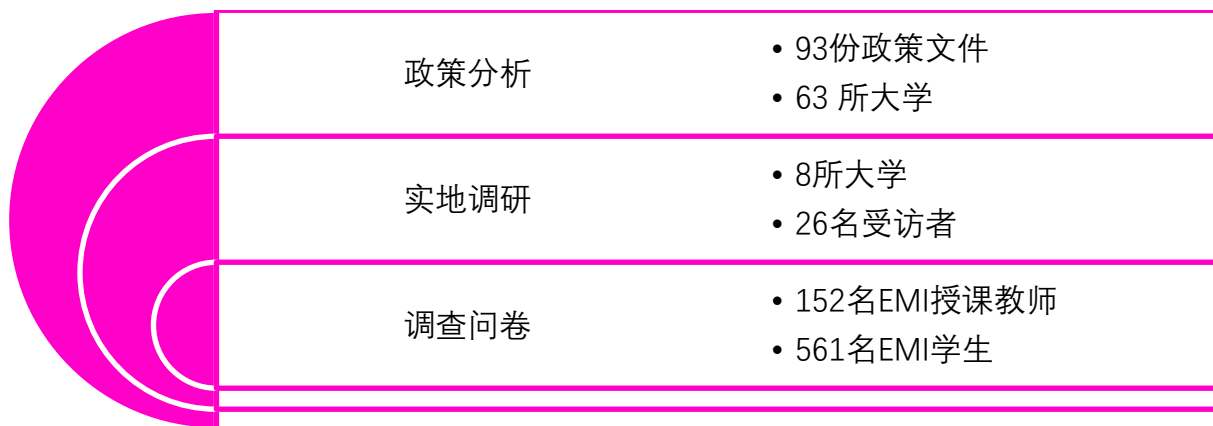 政策分析
• 93份政策文件
• 63 所大学
实地调研
• 8所大学
• 26名受访者
调查问卷
• 152名EMI授课教师
• 561名EMI学生